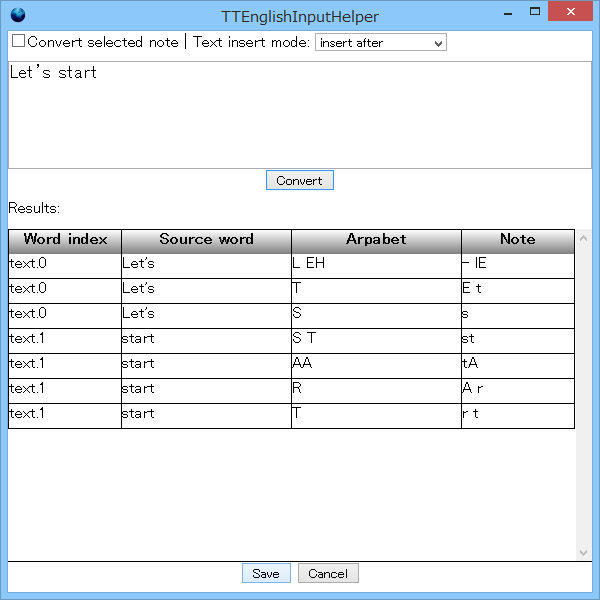 TTEnglishInputHelper
Convert selected note | Text insert mode: insert after
Let's start
Convert
Results:
Word index Source word Arpabet Note
text.0 Let's L EH - lE
text.0 Let's T E t
text.0 Let's S s
text.1 start S T st
text.1 start AA tA
text.1 start R A r
text.1 start T r t
Save Cancel